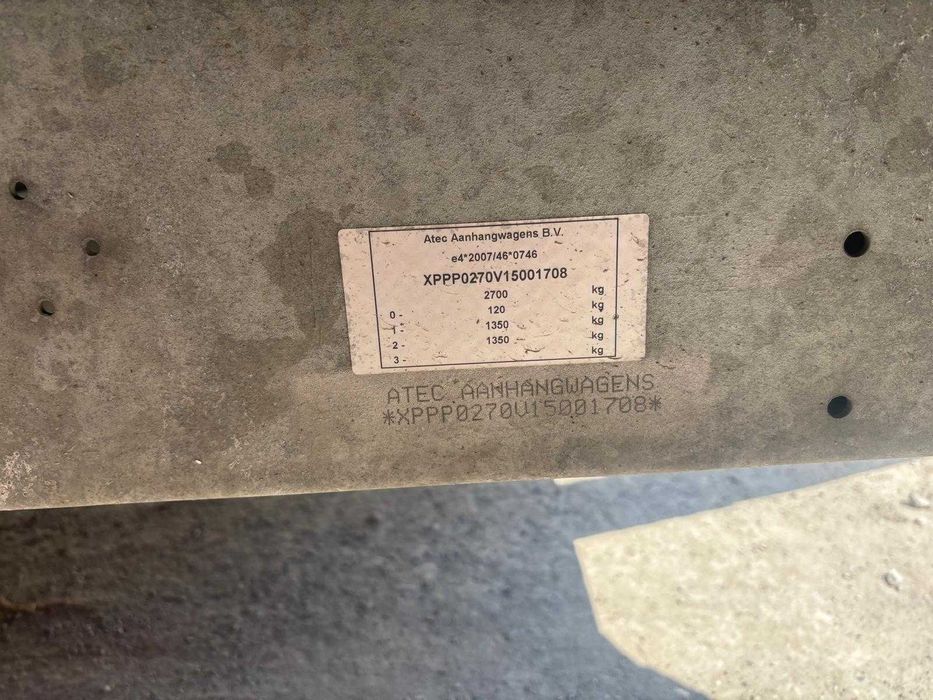 Atec Aanhangwagens B.V.
e4*2007/46*0746
XPPP0270V15001708
2700 kg
0 - 120 kg
1 - 1350 kg
2 - 1350 kg
3 - kg
ATEC AANHANGWAGENS
*XPPP0270V15001708*